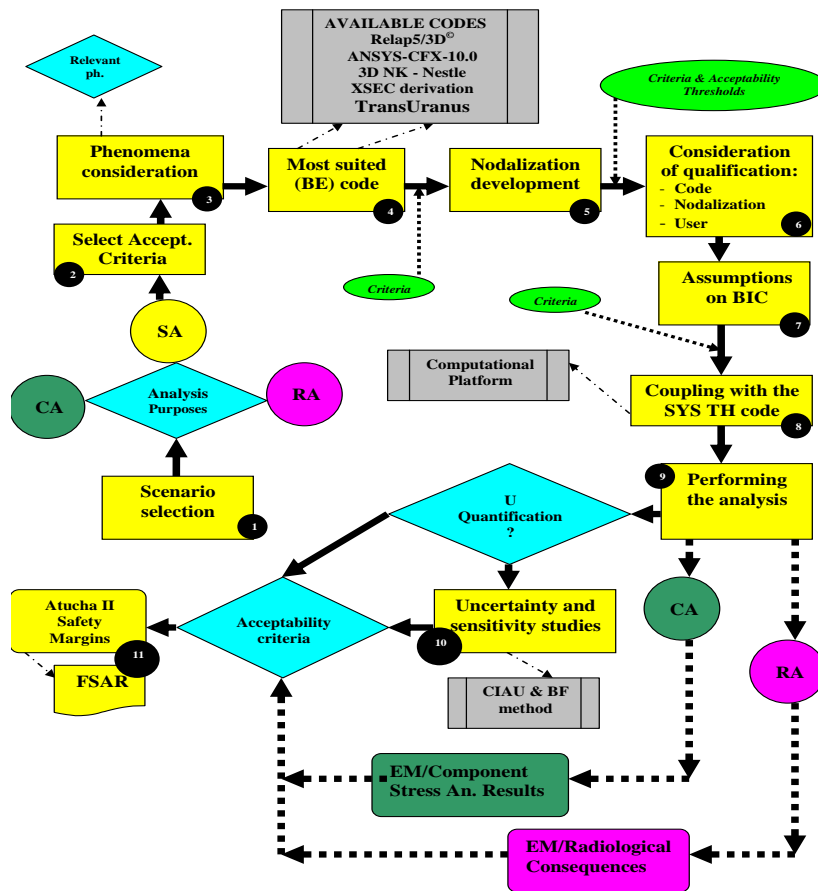 AVAILABLE CODES
Relap5/3D©
ANSYS-CFX-10.0
3D NK - Nestle
XSEC derivation
TransUranus
Relevant
ph.
Criteria & Acceptability
Thresholds
Phenomena
consideration
3
Most suited
(BE) code
4
Nodalization
development
5
Consideration
of qualification:
- Code
- Nodalization
- User
6
Select Accept.
Criteria
2
Criteria
Criteria
Assumptions
on BIC
7
SA
CA
Analysis
Purposes
RA
Computational
Platform
Coupling with the
SYS TH code
8
Scenario
selection
1
U
Quantification
?
9
Performing
the analysis
Atucha II
Safety
Margins
11
FSAR
Acceptability
criteria
Uncertainty and
sensitivity studies
10
CA
RA
CIAU & BF
method
EM/Component
Stress An. Results
EM/Radiological
Consequences